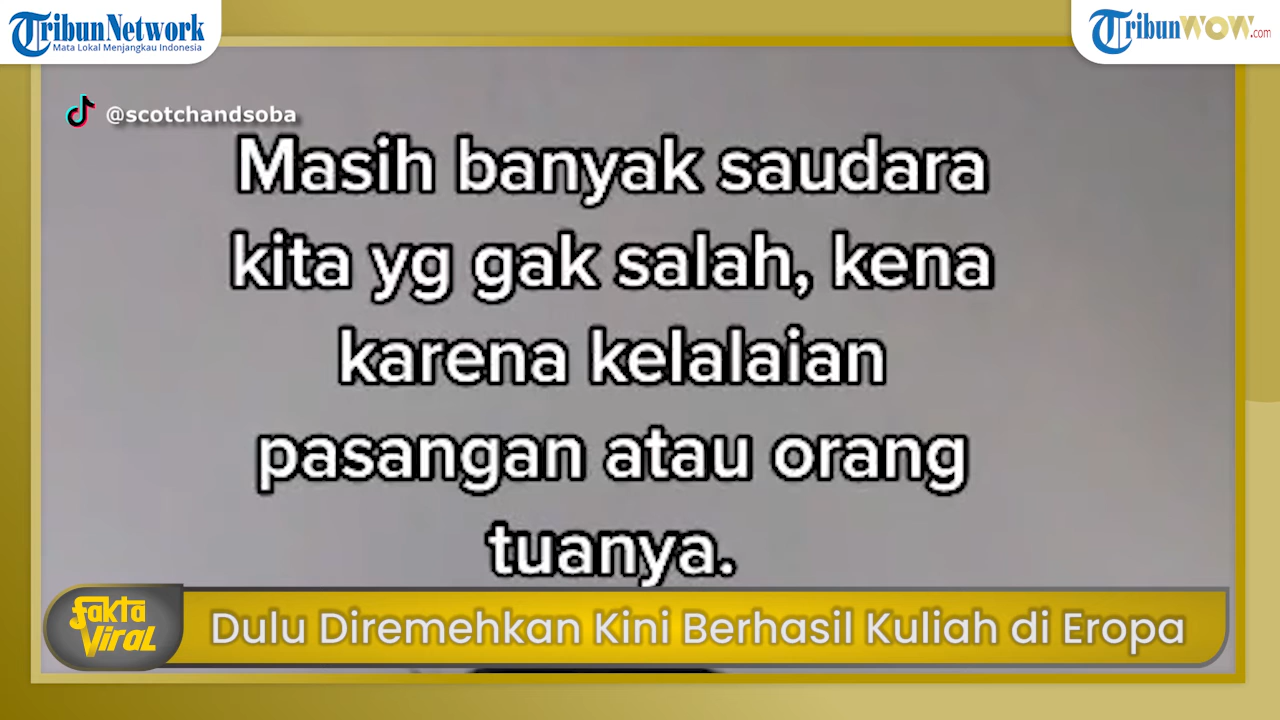 TribunNetwork
Mata Lokal Menjangkau Indonesia
TribunWOW.com
@scotchandsoba
Masih banyak saudara
kita yg gak salah, kena
karena kelalaian
pasangan atau orang
tuanya.
Fakta
Viral
Dulu Diremehkan Kini Berhasil Kuliah di Eropa